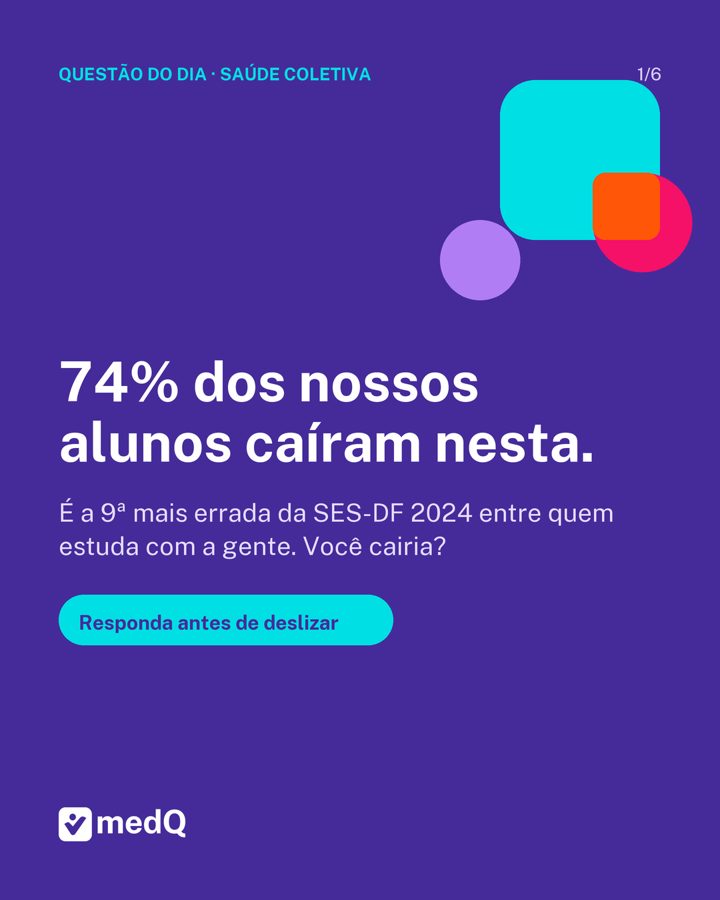 QUESTÃO DO DIA · SAÚDE COLETIVA
1/6
74% dos nossos
alunos caíram nesta.
É a 9ª mais errada da SES-DF 2024 entre quem
estuda com a gente. Você cairia?
Responda antes de deslizar
medQ